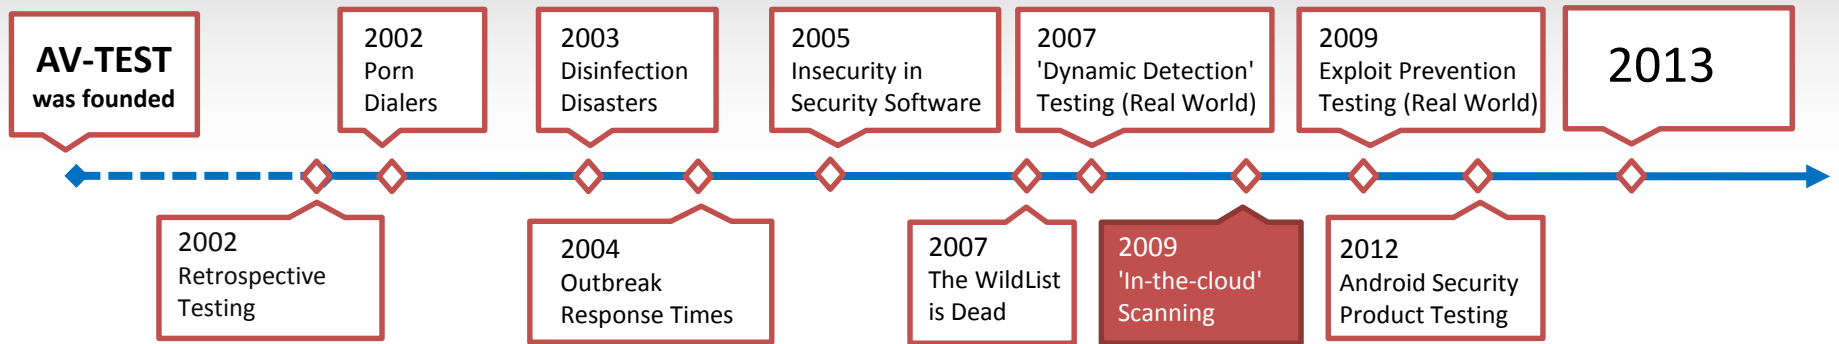 AV-TEST
was founded
2002
Porn
Dialers
2003
Disinfection
Disasters
2005
Insecurity in
Security Software
2007
'Dynamic Detection'
Testing (Real World)
2009
Exploit Prevention
Testing (Real World)
2013
2002
Retrospective
Testing
2004
Outbreak
Response Times
2007
The WildList
is Dead
2009
'In-the-cloud'
Scanning
2012
Android Security
Product Testing